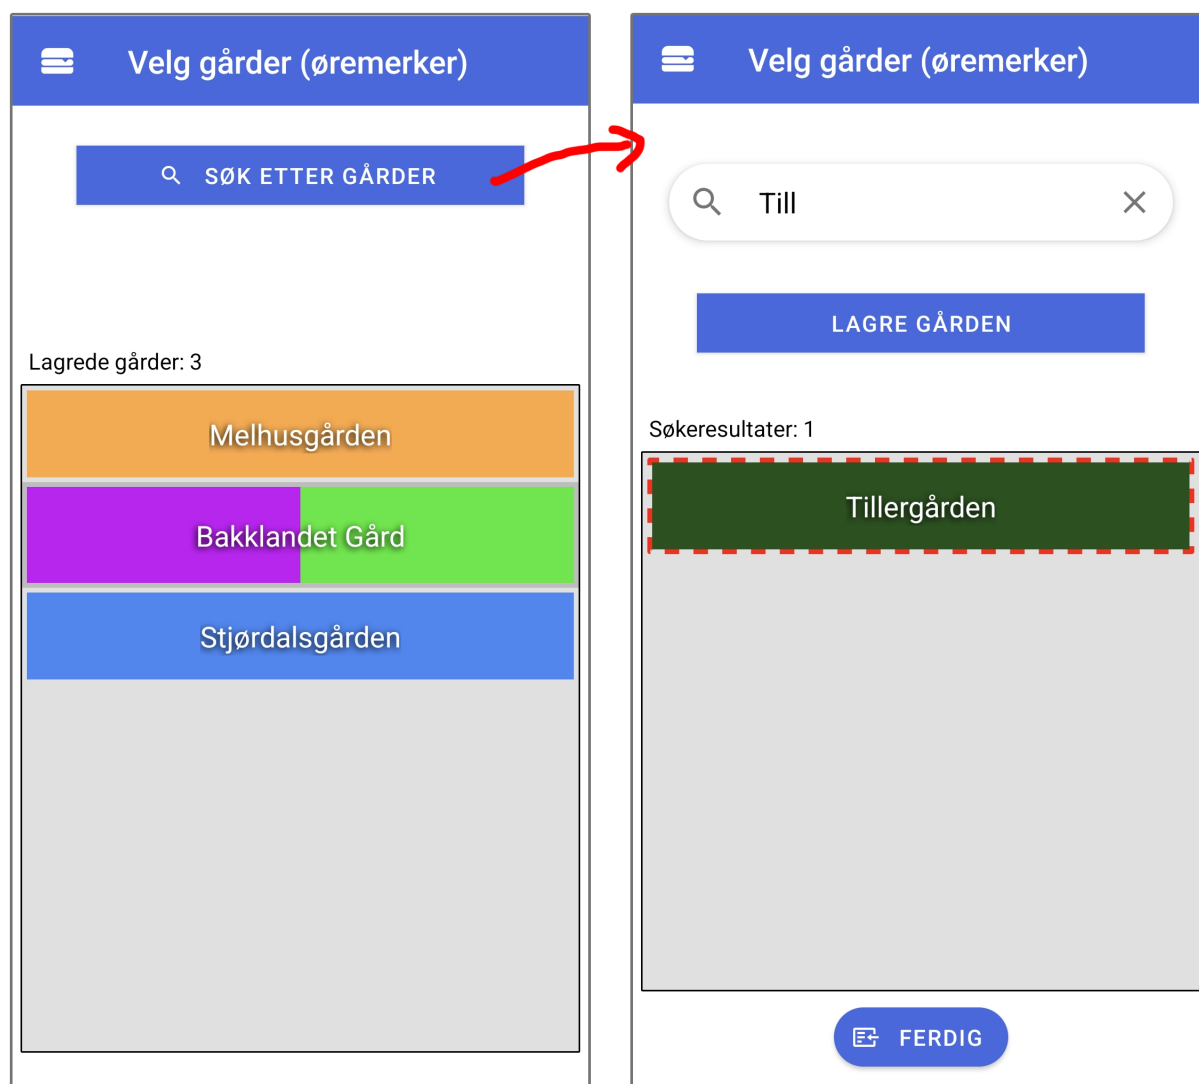 Velg gårder (øremerker)
SØK ETTER GÅRDER
Lagrede gårder: 3
Melhusgården
Bakklandet Gård
Stjørdalsgården
Velg gårder (øremerker)
Till
LAGRE GÅRDEN
Søkeresultater: 1
Tillergården
FERDIG